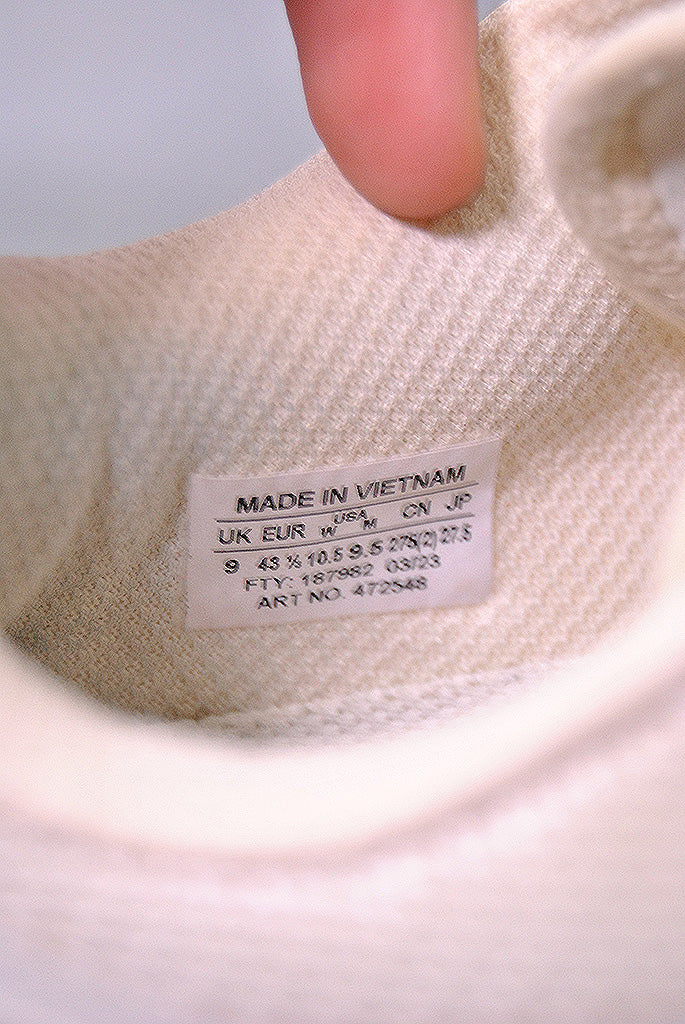 MADE IN VIETNAM
UK EUR USA W M CN JP
9 43 ⅓ 10.5 9.5 275(2) 27.5
FTY: 187982 03/23
ART NO. 472548